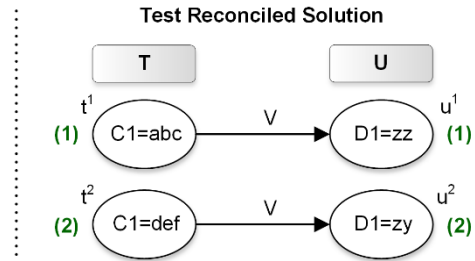 Test Reconciled Solution
T U
t¹ u¹
(1) C1=abc V D1=zz (1)
t² u²
(2) C1=def V D1=zy (2)